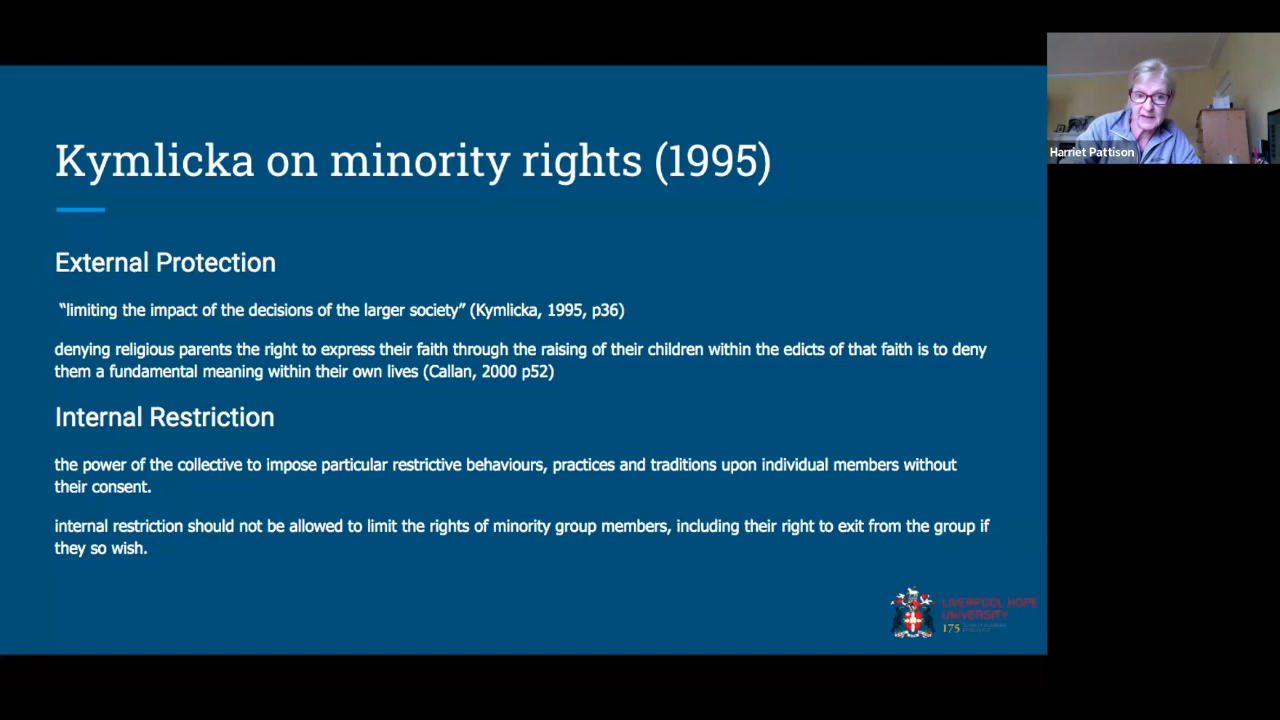 Kymlicka on minority rights (1995)
External Protection
“limiting the impact of the decisions of the larger society” (Kymlicka, 1995, p36)
denying religious parents the right to express their faith through the raising of their children within the edicts of that faith is to deny
them a fundamental meaning within their own lives (Callan, 2000 p52)
Internal Restriction
the power of the collective to impose particular restrictive behaviours, practices and traditions upon individual members without
their consent.
internal restriction should not be allowed to limit the rights of minority group members, including their right to exit from the group if
they so wish.
LIVERPOOL HOPE
UNIVERSITY
175
Harriet Pattison